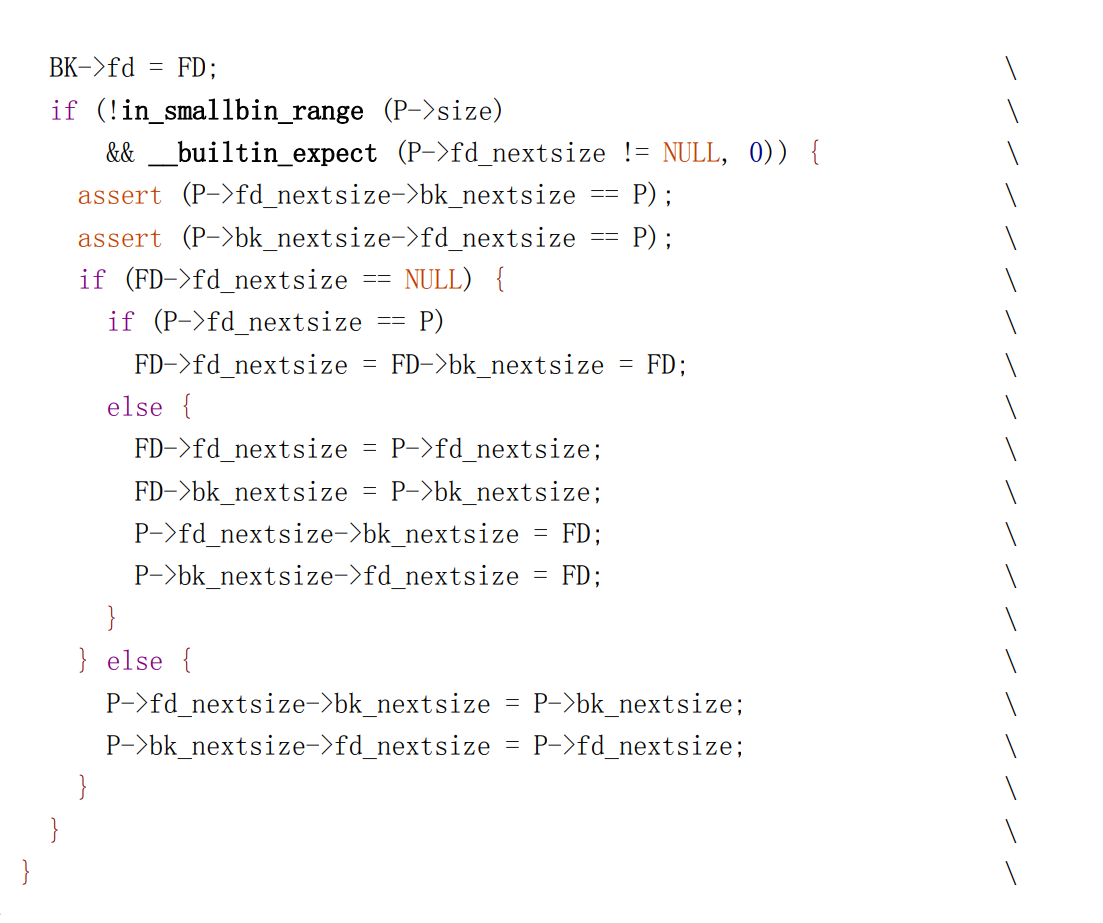 BK->fd = FD; \
if (!in_smallbin_range (P->size) \
&& __builtin_expect (P->fd_nextsize != NULL, 0)) { \
assert (P->fd_nextsize->bk_nextsize == P); \
assert (P->bk_nextsize->fd_nextsize == P); \
if (FD->fd_nextsize == NULL) { \
if (P->fd_nextsize == P) \
FD->fd_nextsize = FD->bk_nextsize = FD; \
else { \
FD->fd_nextsize = P->fd_nextsize; \
FD->bk_nextsize = P->bk_nextsize; \
P->fd_nextsize->bk_nextsize = FD; \
P->bk_nextsize->fd_nextsize = FD; \
} \
} else { \
P->fd_nextsize->bk_nextsize = P->bk_nextsize; \
P->bk_nextsize->fd_nextsize = P->fd_nextsize; \
} \
} \
} \